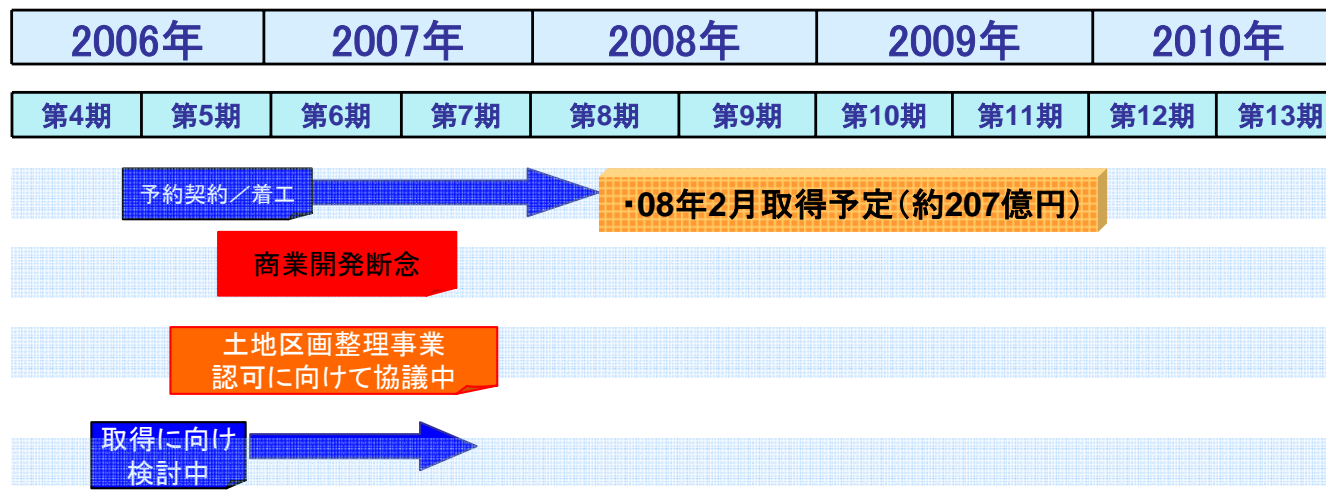 2006年 2007年 2008年 2009年 2010年
第4期 第5期 第6期 第7期 第8期 第9期 第10期 第11期 第12期 第13期
予約契約／着工
・08年2月取得予定（約207億円）
商業開発断念
土地区画整理事業
認可に向けて協議中
取得に向け
検討中